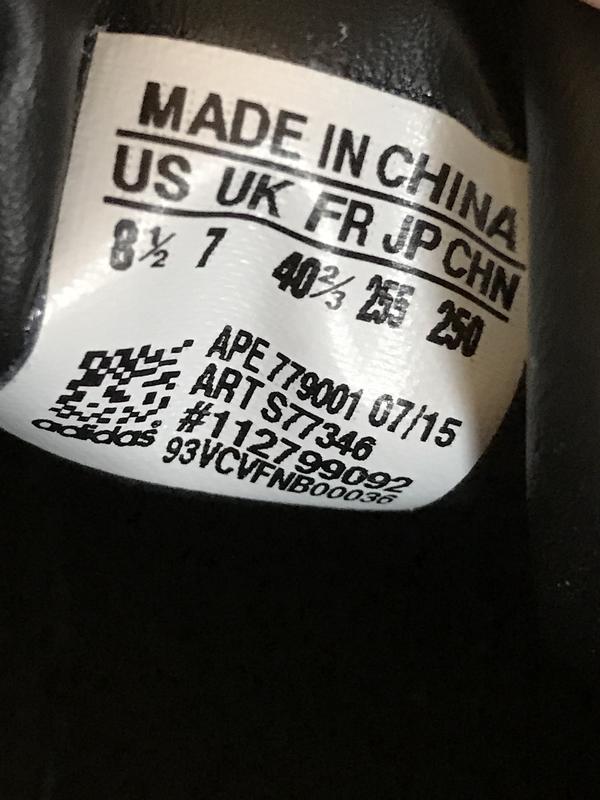 MADE IN CHINA
US UK FR JP CHN
8½ 7 40⅔ 255 250
APE 779001 07/15
ART S77346
#112799092
93VCVFNB00036
adidas®